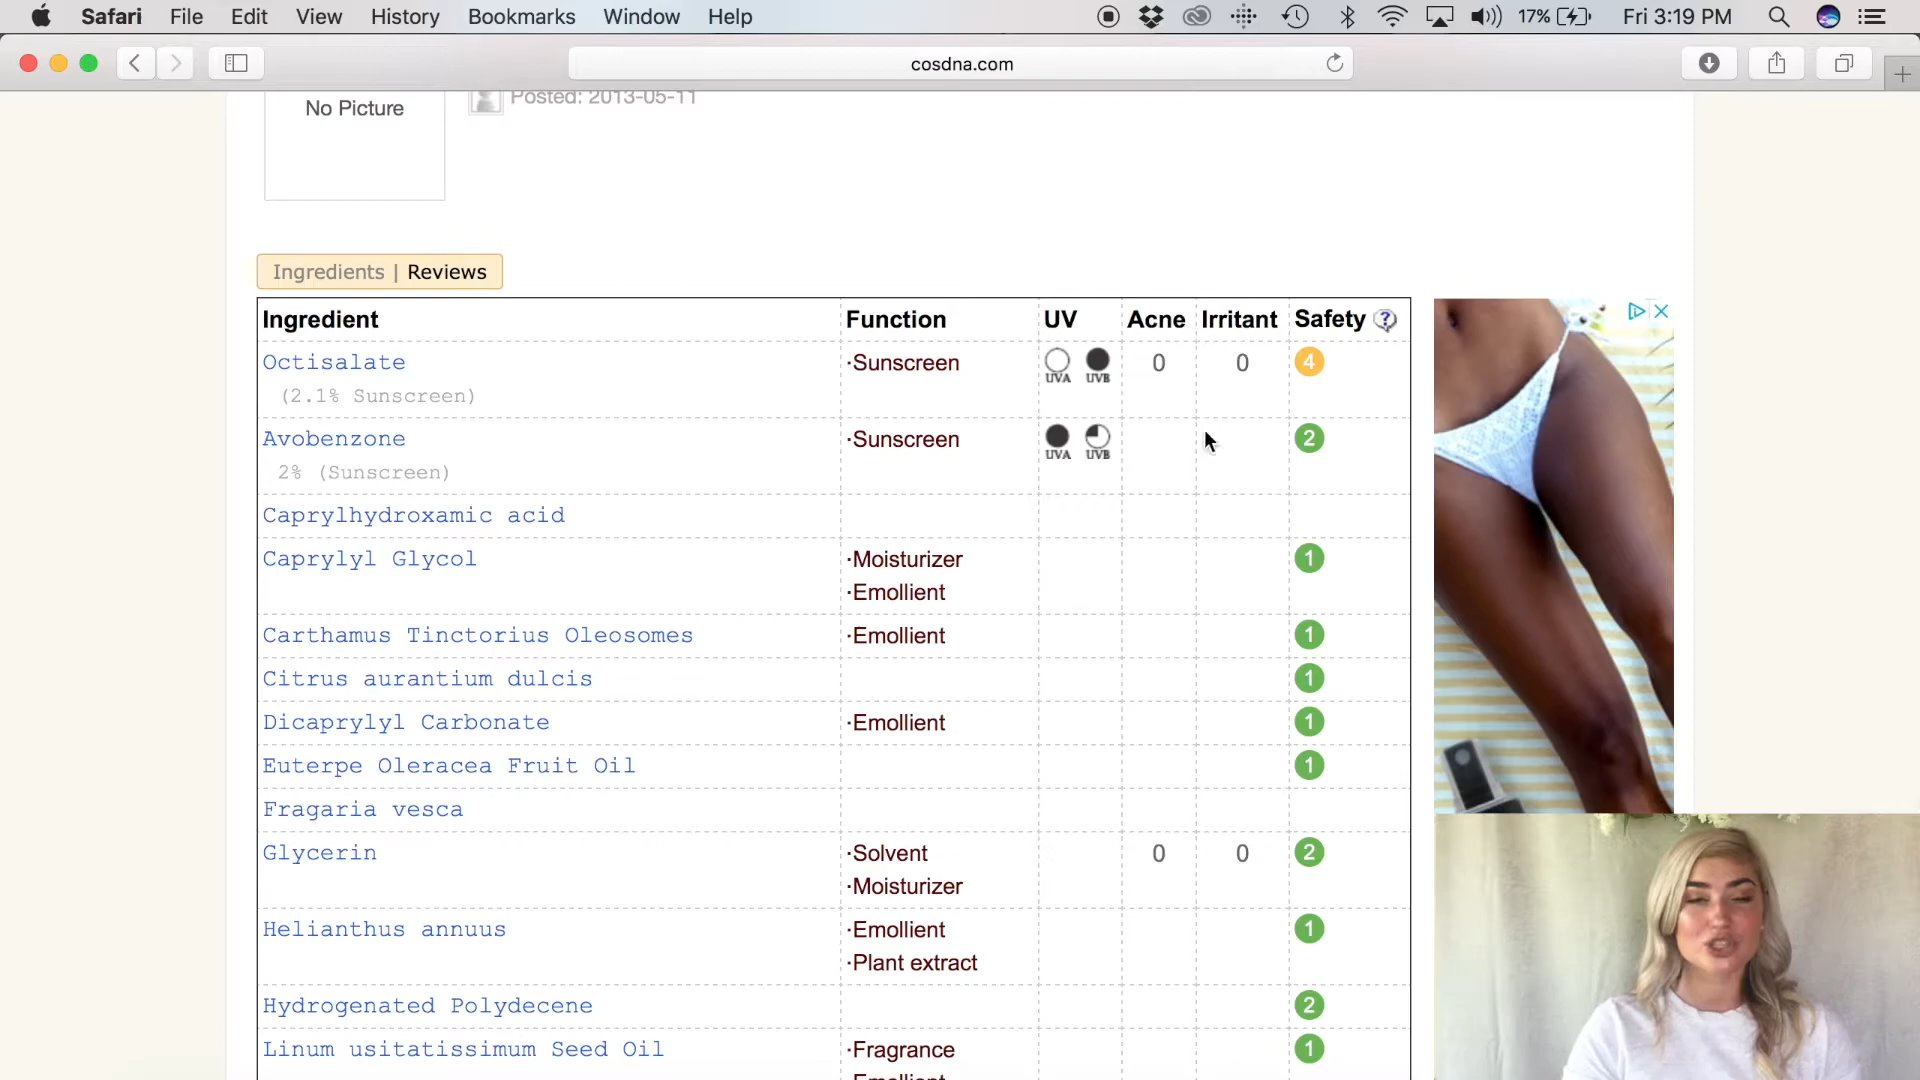 Safari File Edit View History Bookmarks Window Help 17% Fri 3:19 PM
cosdna.com
No Picture
Posted: 2013-05-11
Ingredients | Reviews
Ingredient Function UV Acne Irritant Safety ?
Octisalate ·Sunscreen UVA UVB 0 0 4
(2.1% Sunscreen)
Avobenzone ·Sunscreen UVA UVB 2
2% (Sunscreen)
Caprylhydroxamic acid
Caprylyl Glycol ·Moisturizer 1
·Emollient
Carthamus Tinctorius Oleosomes ·Emollient 1
Citrus aurantium dulcis 1
Dicaprylyl Carbonate ·Emollient 1
Euterpe Oleracea Fruit Oil 1
Fragaria vesca
Glycerin ·Solvent 0 0 2
·Moisturizer
Helianthus annuus ·Emollient 1
·Plant extract
Hydrogenated Polydecene 2
Linum usitatissimum Seed Oil ·Fragrance 1
·Emollient